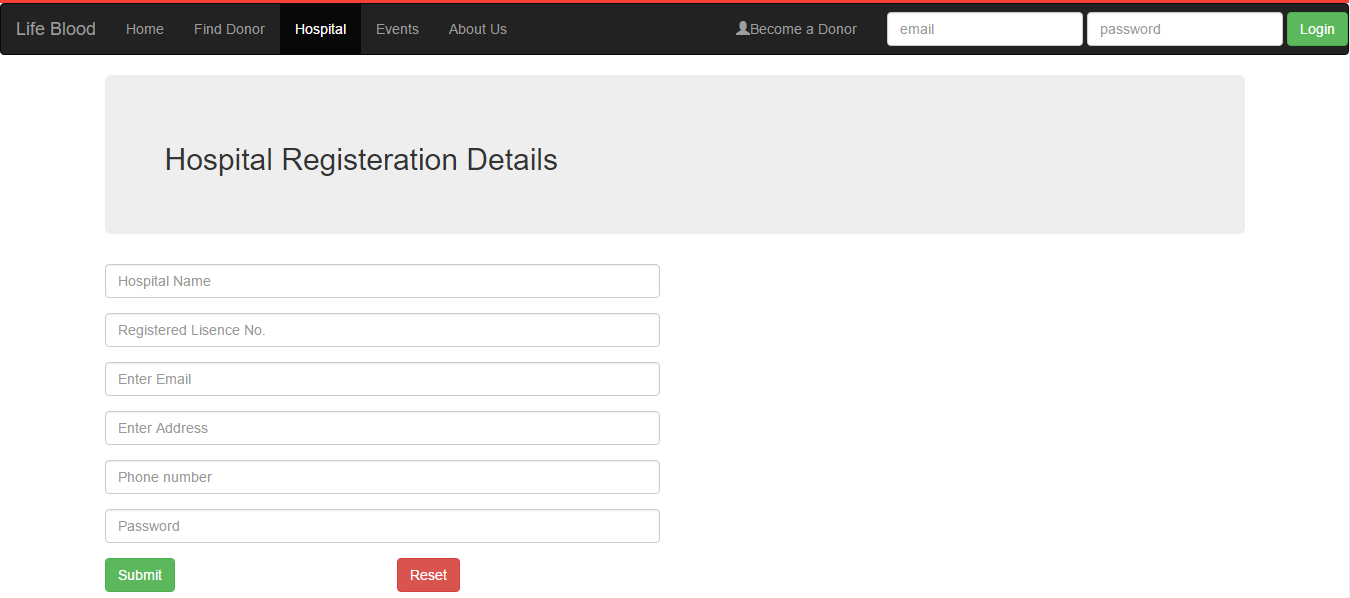 Life Blood Home Find Donor Hospital Events About Us Become a Donor email password Login
Hospital Registeration Details
Hospital Name
Registered Lisence No.
Enter Email
Enter Address
Phone number
Password
Submit Reset